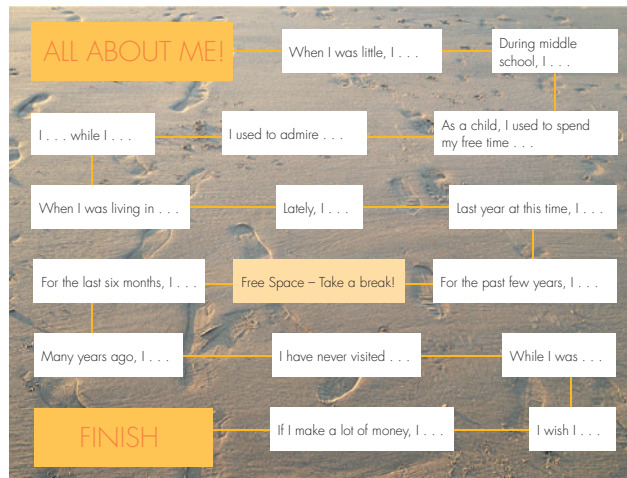 ALL ABOUT ME!
When I was little, I . . .
During middle
school, I . . .
As a child, I used to spend
my free time . . .
I used to admire . . .
I . . . while I . . .
When I was living in . . .
Lately, I . . .
Last year at this time, I . . .
For the past few years, I . . .
Free Space – Take a break!
For the last six months, I . . .
Many years ago, I . . .
I have never visited . . .
While I was . . .
I wish I . . .
If I make a lot of money, I . . .
FINISH